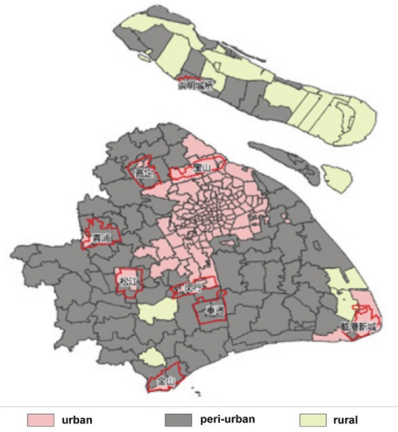 崇明城桥
宝山
嘉定
青浦
松江
闵行
奉贤
临港新城
金山
urban
peri-urban
rural